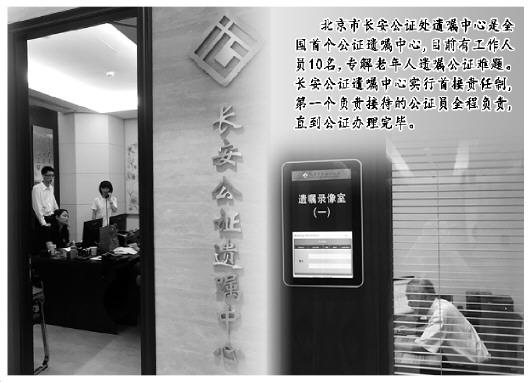 北京市长安公证处遗嘱中心是全
国首个公证遗嘱中心,目前有工作人
员10名,专解老年人遗嘱公证难题。
长安公证遗嘱中心实行首接责任制,
第一个负责接待的公证员全程负责,
直到公证办理完毕。
长安公证遗嘱中心
遗嘱录像室
(一)